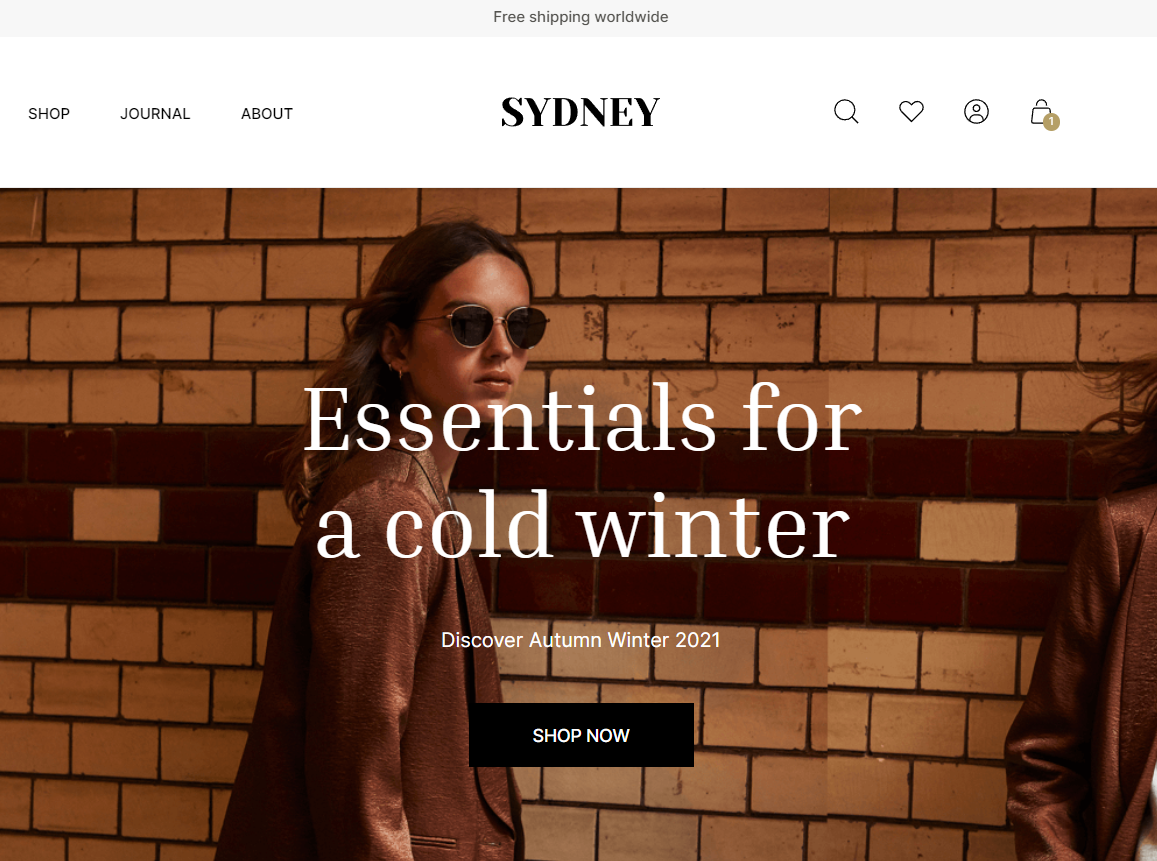 Free shipping worldwide
SHOP JOURNAL ABOUT SYDNEY 1
Essentials for
a cold winter
Discover Autumn Winter 2021
SHOP NOW